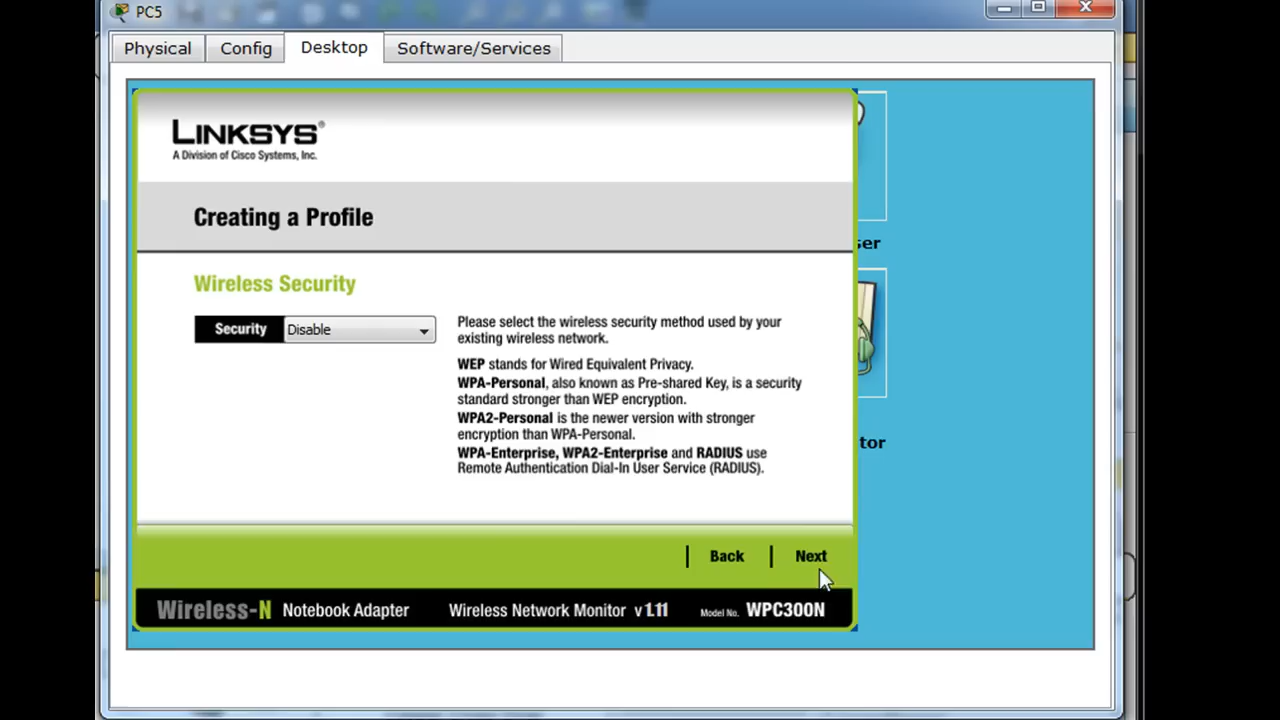 PC5
Physical
Config
Desktop
Software/Services
LINKSYS®
A Division of Cisco Systems, Inc.
Creating a Profile
Wireless Security
Security
Disable
Please select the wireless security method used by your
existing wireless network.
WEP stands for Wired Equivalent Privacy.
WPA-Personal, also known as Pre-shared Key, is a security
standard stronger than WEP encryption.
WPA2-Personal is the newer version with stronger
encryption than WPA-Personal.
WPA-Enterprise, WPA2-Enterprise and RADIUS use
Remote Authentication Dial-In User Service (RADIUS).
ser
tor
| Back | Next
Wireless-N Notebook Adapter Wireless Network Monitor v 1.11 Model No. WPC300N